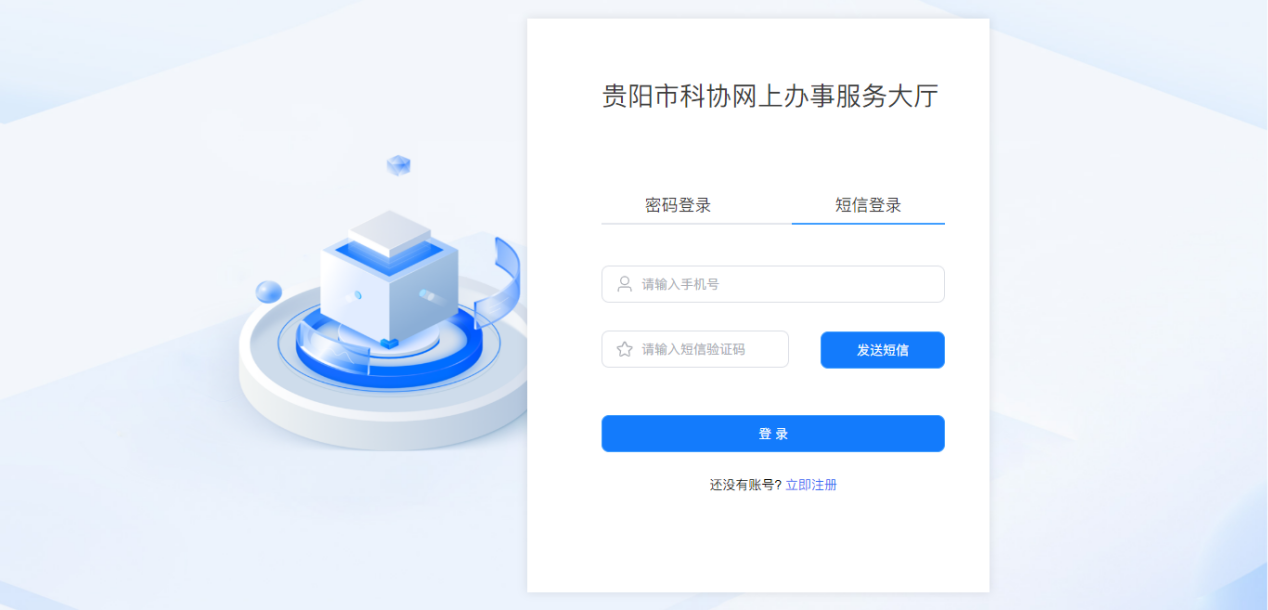 贵阳市科协网上办事服务大厅
密码登录 短信登录
请输入手机号
请输入短信验证码 发送短信
登 录
还没有账号? 立即注册